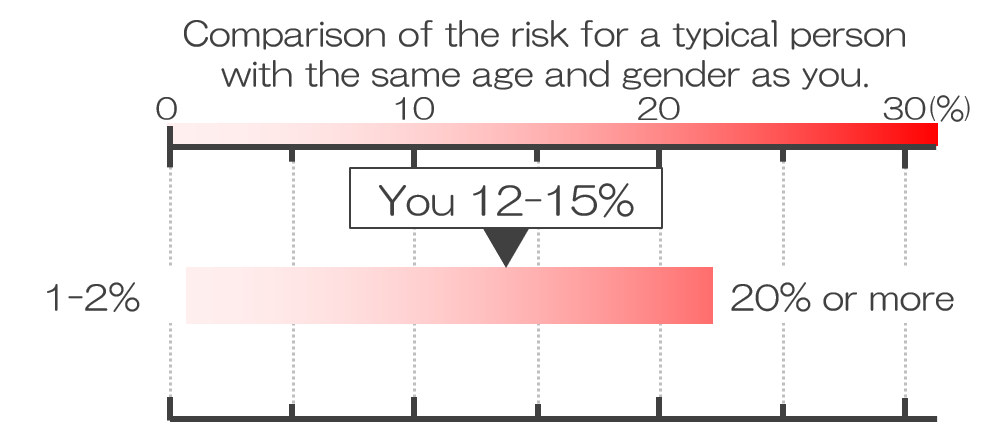 Comparison of the risk for a typical person
with the same age and gender as you.
0 10 20 30(%)
You 12-15%
1-2% 20% or more